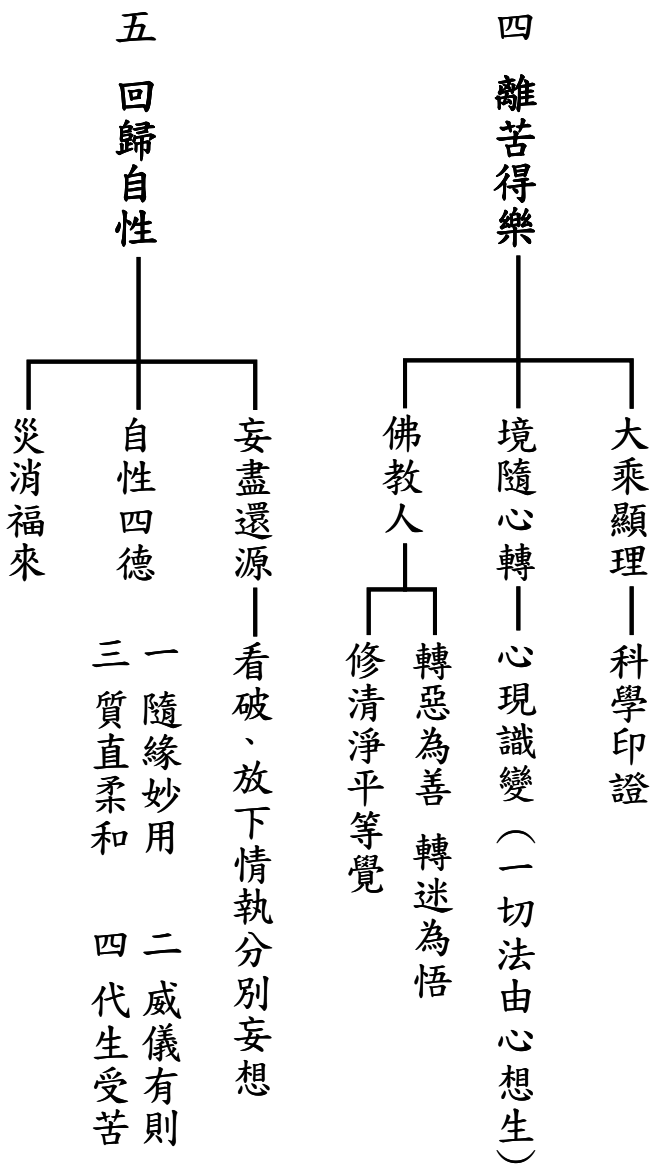 四 離苦得樂
大乘顯理
科學印證
境隨心轉
心現識變（一切法由心想生）
佛教人
轉惡為善 轉迷為悟
修清淨平等覺
五 回歸自性
妄盡還源
看破、放下情執分別妄想
自性四德
一 隨緣妙用 二 威儀有則
三 質直柔和 四 代生受苦
災消福來